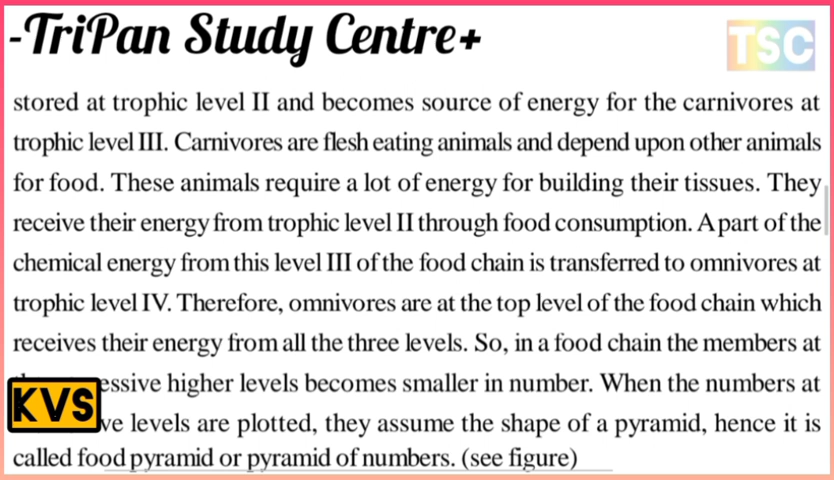 -TriPan Study Centre+
TSC
stored at trophic level II and becomes source of energy for the carnivores at
trophic level III. Carnivores are flesh eating animals and depend upon other animals
for food. These animals require a lot of energy for building their tissues. They
receive their energy from trophic level II through food consumption. A part of the
chemical energy from this level III of the food chain is transferred to omnivores at
trophic level IV. Therefore, omnivores are at the top level of the food chain which
receives their energy from all the three levels. So, in a food chain the members at
essive higher levels becomes smaller in number. When the numbers at
KVS
ve levels are plotted, they assume the shape of a pyramid, hence it is
called food pyramid or pyramid of numbers. (see figure)